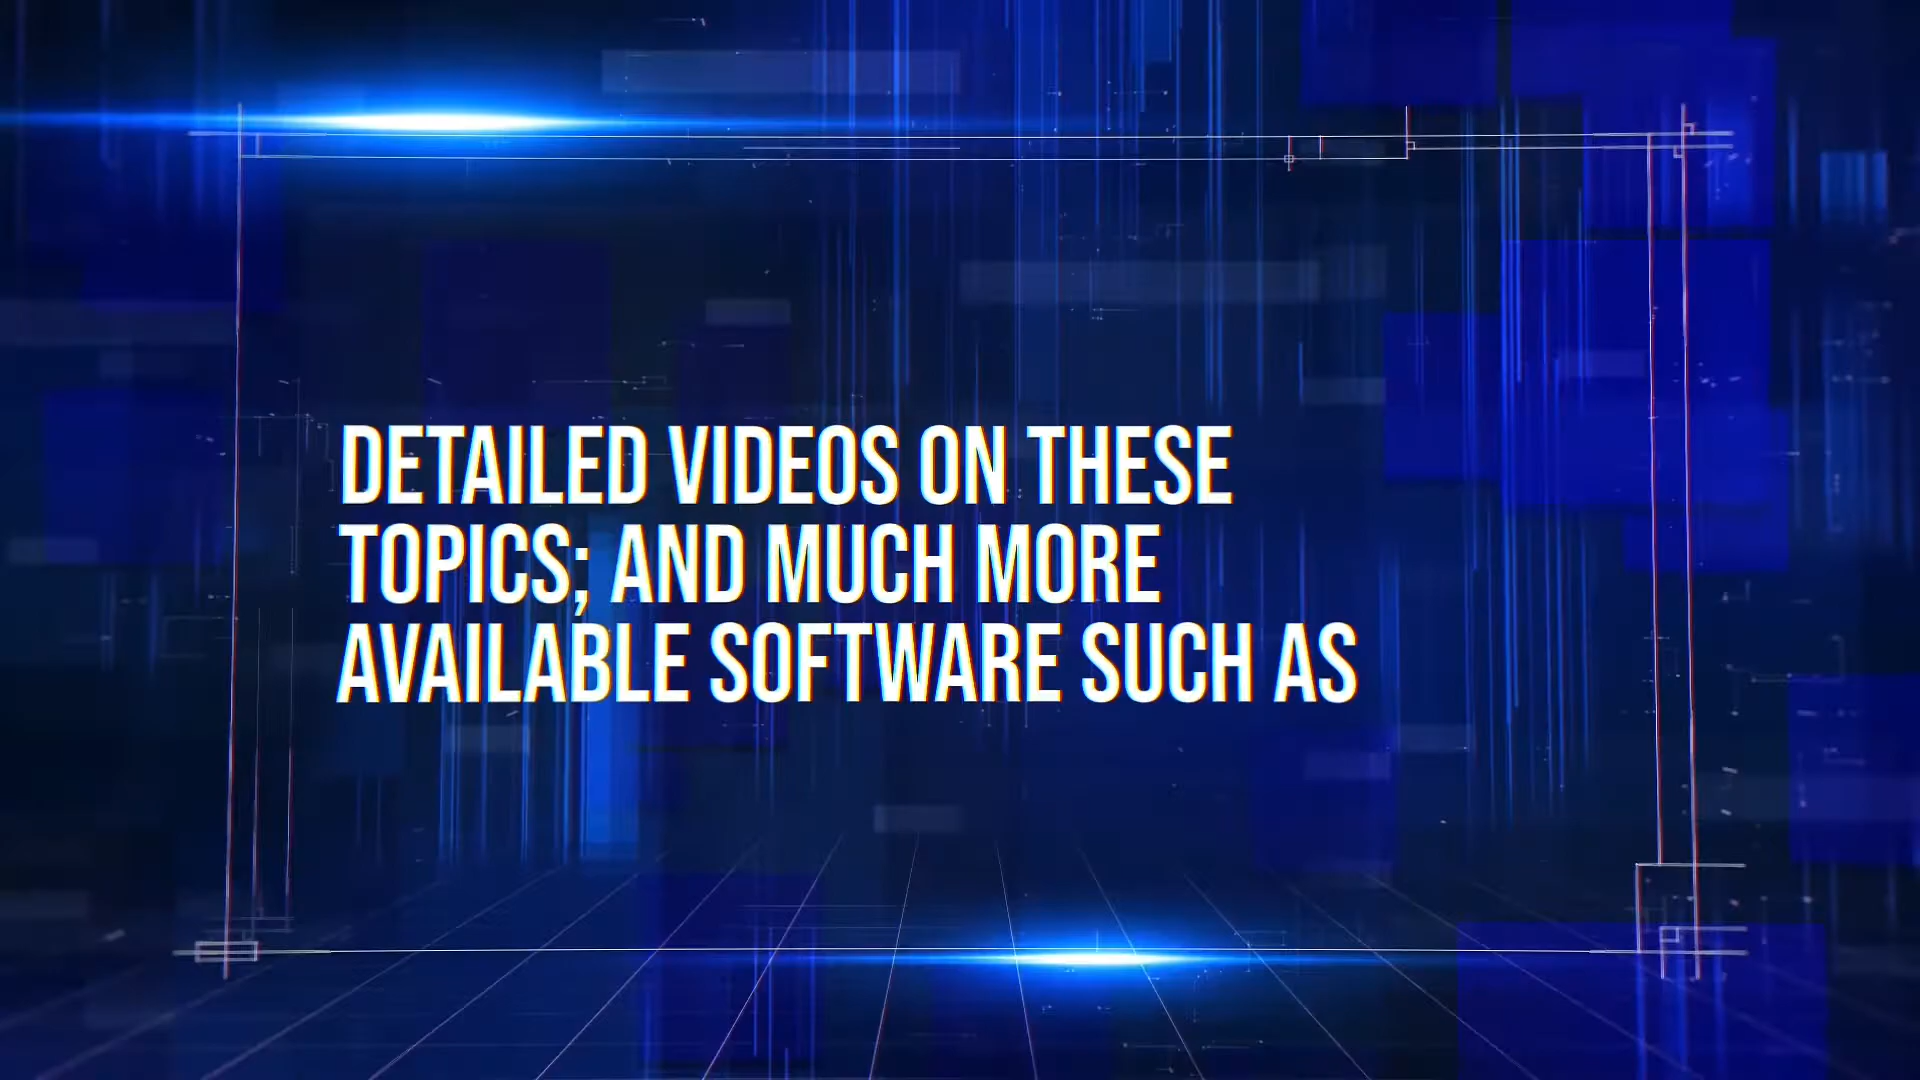 DETAILED VIDEOS ON THESE
TOPICS; AND MUCH MORE
AVAILABLE SOFTWARE SUCH AS